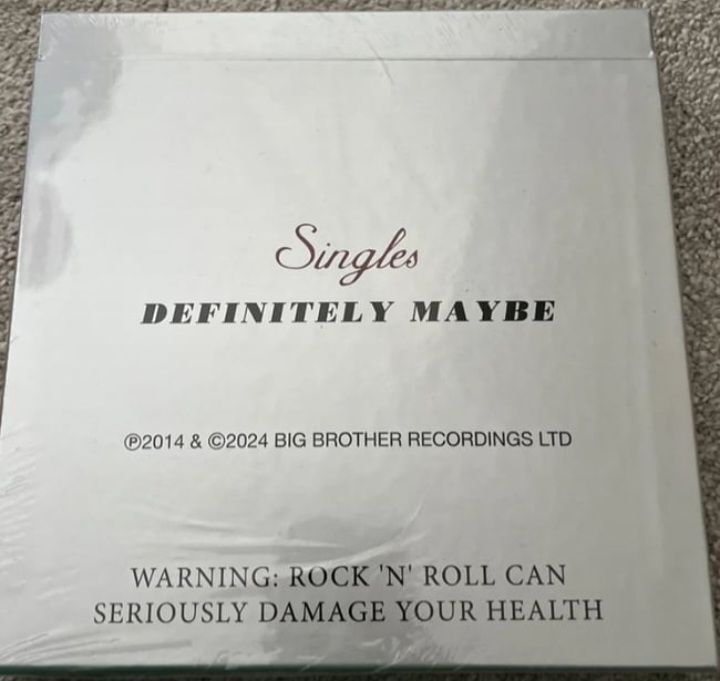 Singles
DEFINITELY MAYBE
℗2014 & ©2024 BIG BROTHER RECORDINGS LTD
WARNING: ROCK 'N' ROLL CAN
SERIOUSLY DAMAGE YOUR HEALTH